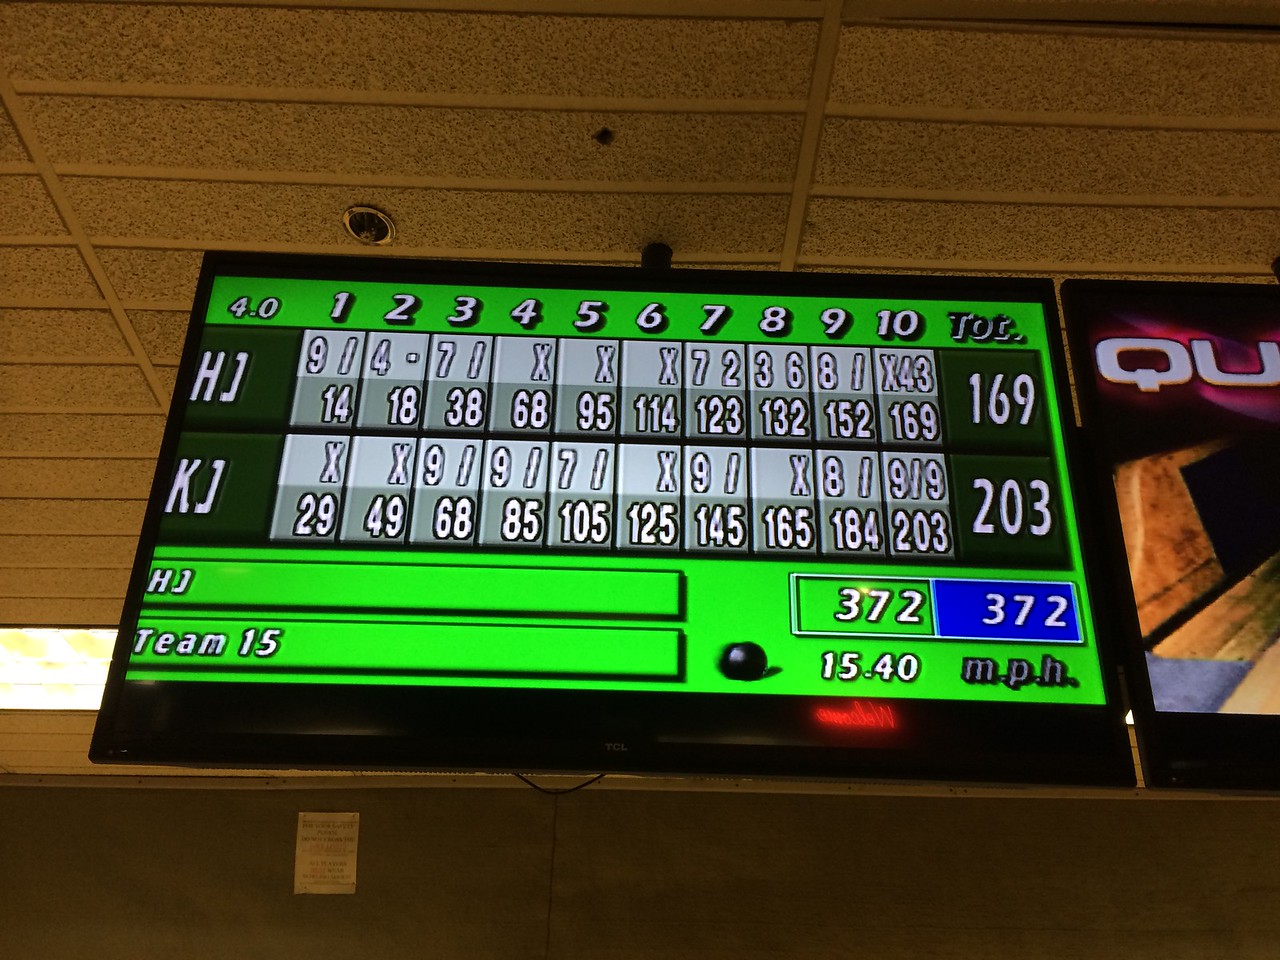 4.0 1 2 3 4 5 6 7 8 9 10 Tot.
HJ 9 / 4 - 7 / X X X 7 2 3 6 8 / X43 169
14 18 38 68 95 114 123 132 152 169
KJ X X 9 / 9 / 7 / X 9 / X 8 / 9/9 203
29 49 68 85 105 125 145 165 184 203
HJ 372 372
Team 15 15.40 m.p.h.
Welcome
TCL
QU